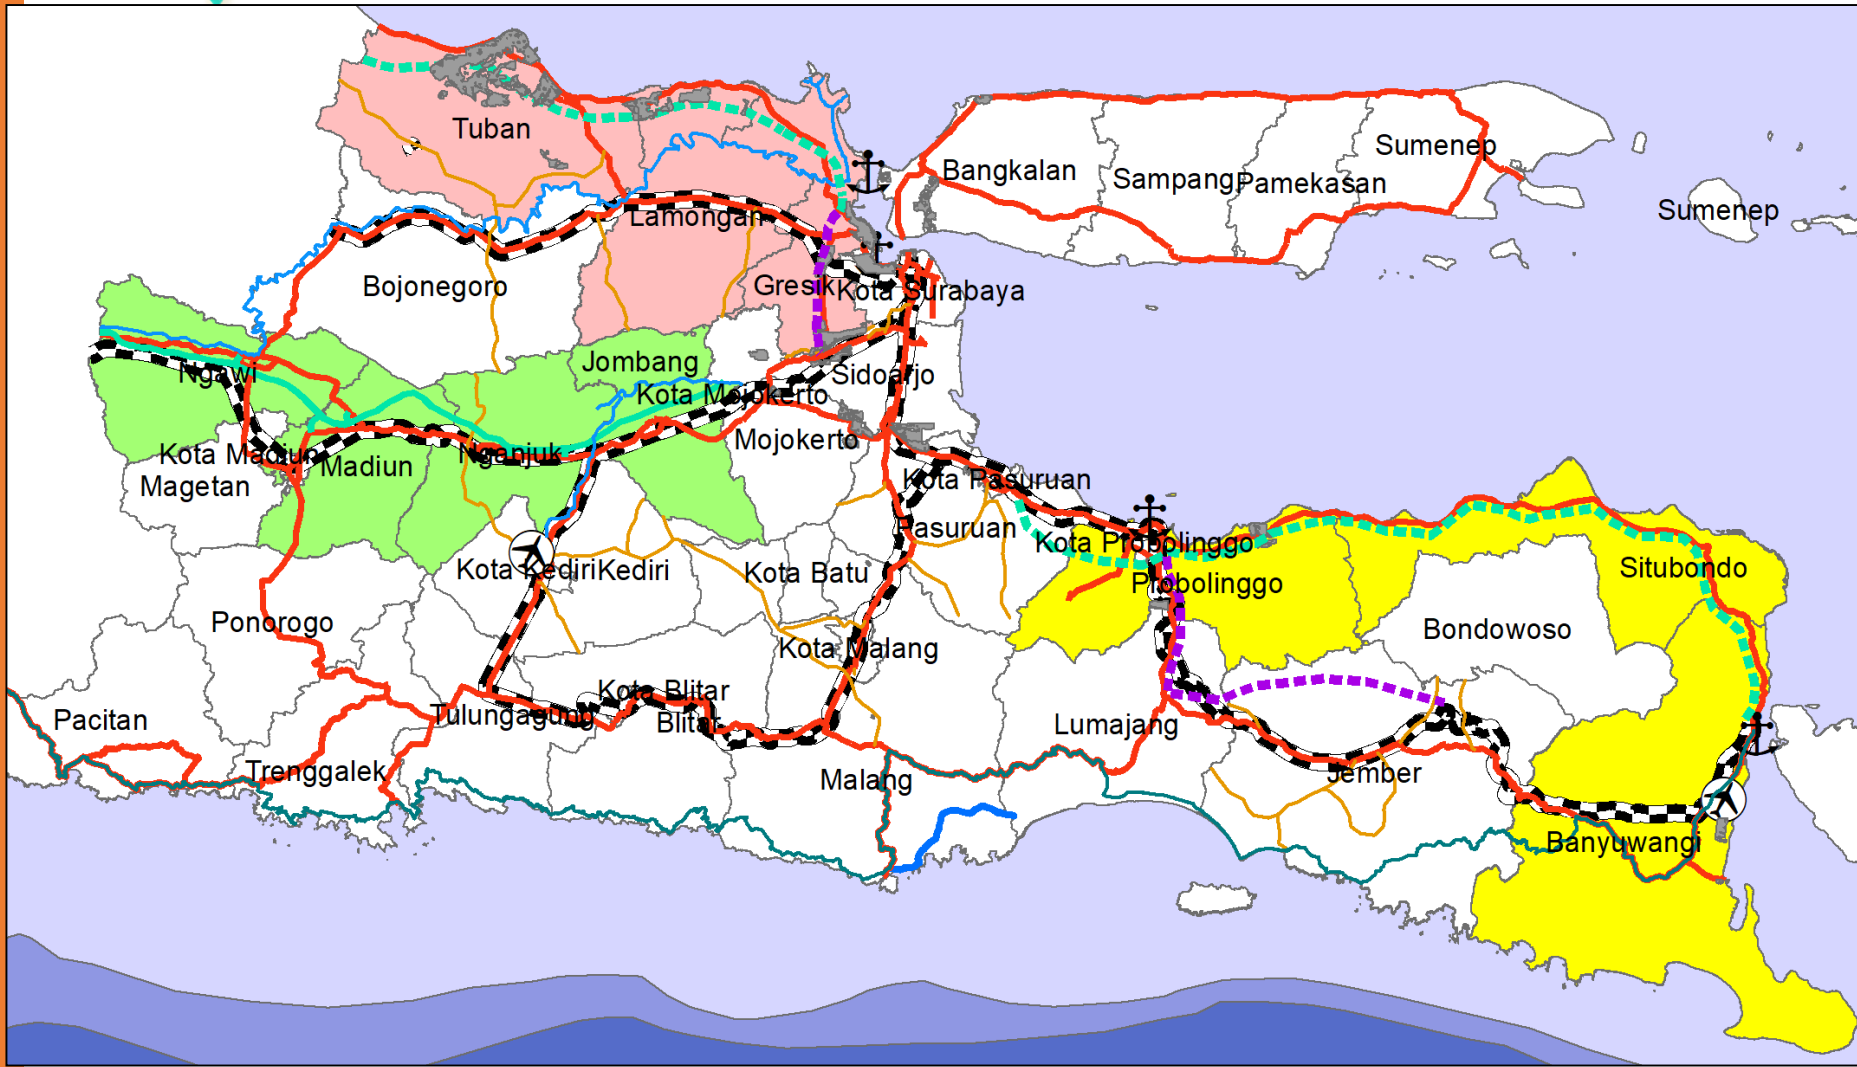 Tuban
Sumenep
Bangkalan
Sampang
Pamekasan
Sumenep
Lamongan
Bojonegoro
Gresik
Kota Surabaya
Jombang
Ngawi
Sidoarjo
Kota Mojokerto
Mojokerto
Kota Madiun
Madiun
Nganjuk
Magetan
Kota Pasuruan
Pasuruan
Kota Probolinggo
Kota Kediri
Kediri
Kota Batu
Probolinggo
Situbondo
Ponorogo
Bondowoso
Kota Malang
Kota Blitar
Tulungagung
Blitar
Pacitan
Lumajang
Trenggalek
Malang
Jember
Banyuwangi